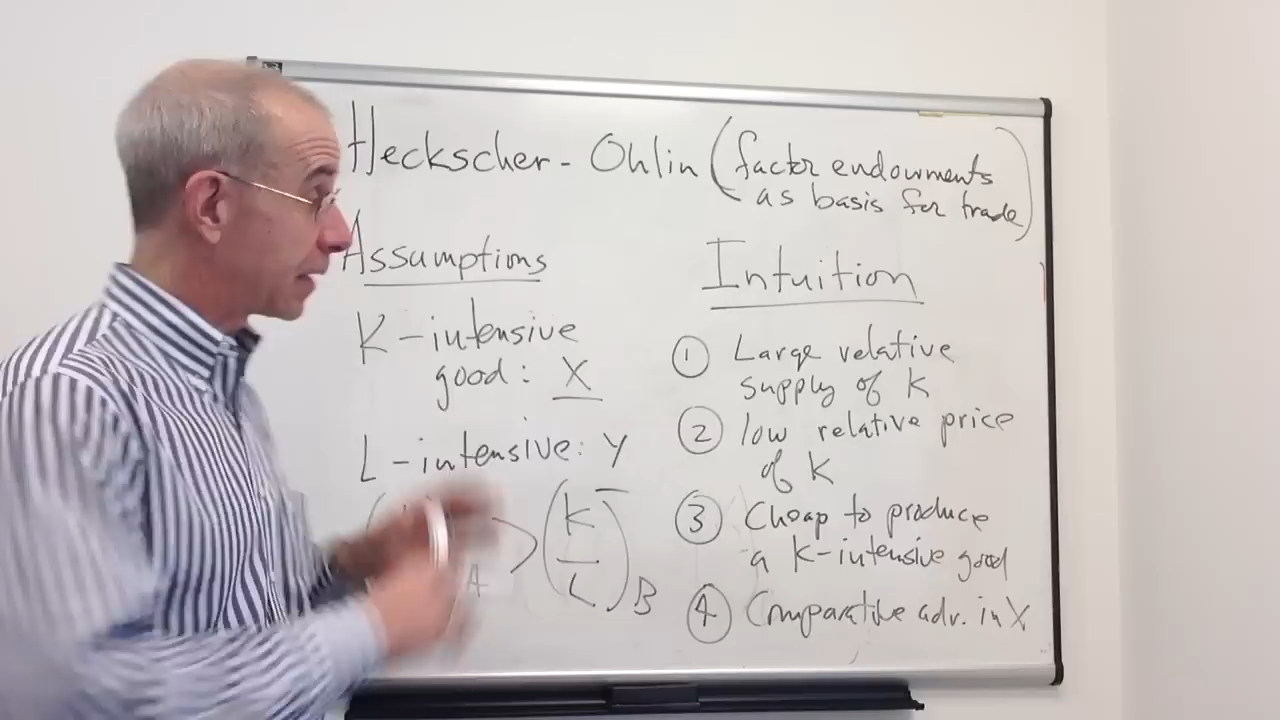 Heckscher - Ohlin (factor endowments
as basis for trade)
Assumptions
K-intensive
good: X
L-intensive: Y
A > (K/L)B
Intuition
① Large relative
supply of K
② low relative price
of K
③ Cheap to produce
a K-intensive good
④ Comparative adv. in X